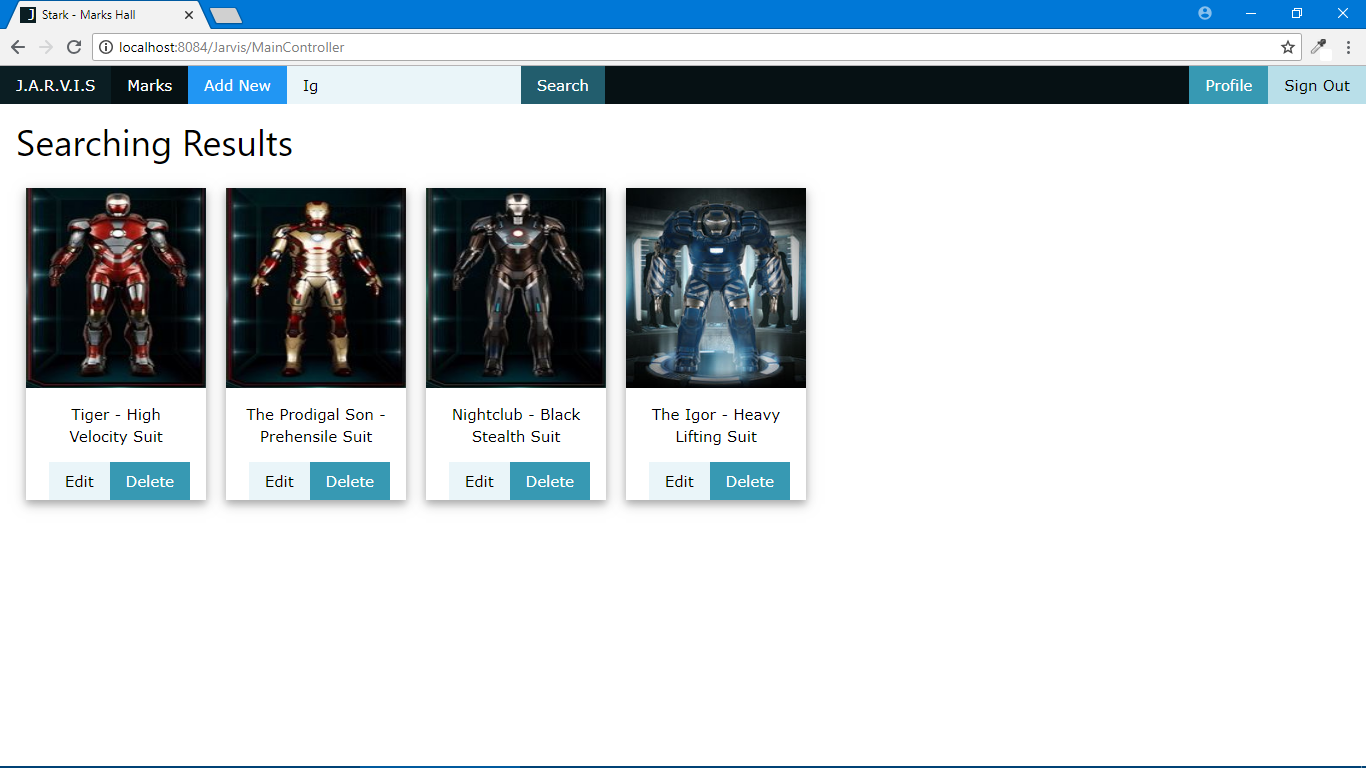 Stark - Marks Hall
localhost:8084/Jarvis/MainController
J.A.R.V.I.S Marks Add New Ig Search Profile Sign Out
Searching Results
Tiger - High
Velocity Suit
Edit Delete
The Prodigal Son -
Prehensile Suit
Edit Delete
Nightclub - Black
Stealth Suit
Edit Delete
The Igor - Heavy
Lifting Suit
Edit Delete